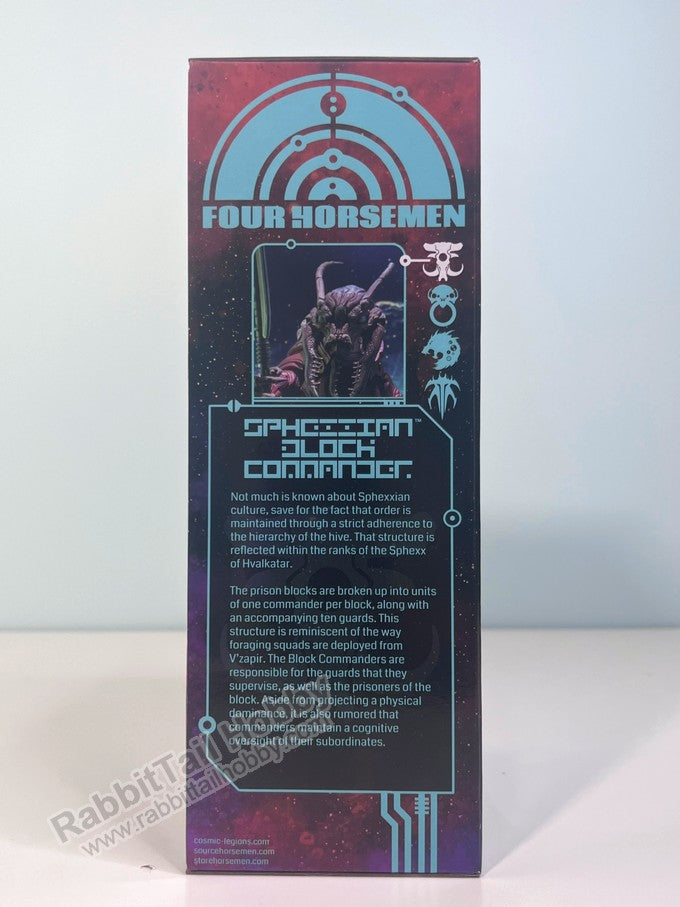 FOUR HORSEMEN
SPHEXXIAN™
BLOCK
COMMANDER
Not much is known about Sphexxian
culture, save for the fact that order is
maintained through a strict adherence to
the hierarchy of the hive. That structure is
reflected within the ranks of the Sphexx
of Hvalkatar.
The prison blocks are broken up into units
of one commander per block, along with
an accompanying ten guards. This
structure is reminiscent of the way
foraging squads are deployed from
V'zapir. The Block Commanders are
responsible for the guards that they
supervise, as well as the prisoners of the
block. Aside from projecting a physical
dominance, it is also rumored that
commanders maintain a cognitive
oversight of their subordinates.
RabbitTail Hobby
www.rabbittailhobby.com
cosmic-legions.com
sourcehorsemen.com
storehorsemen.com